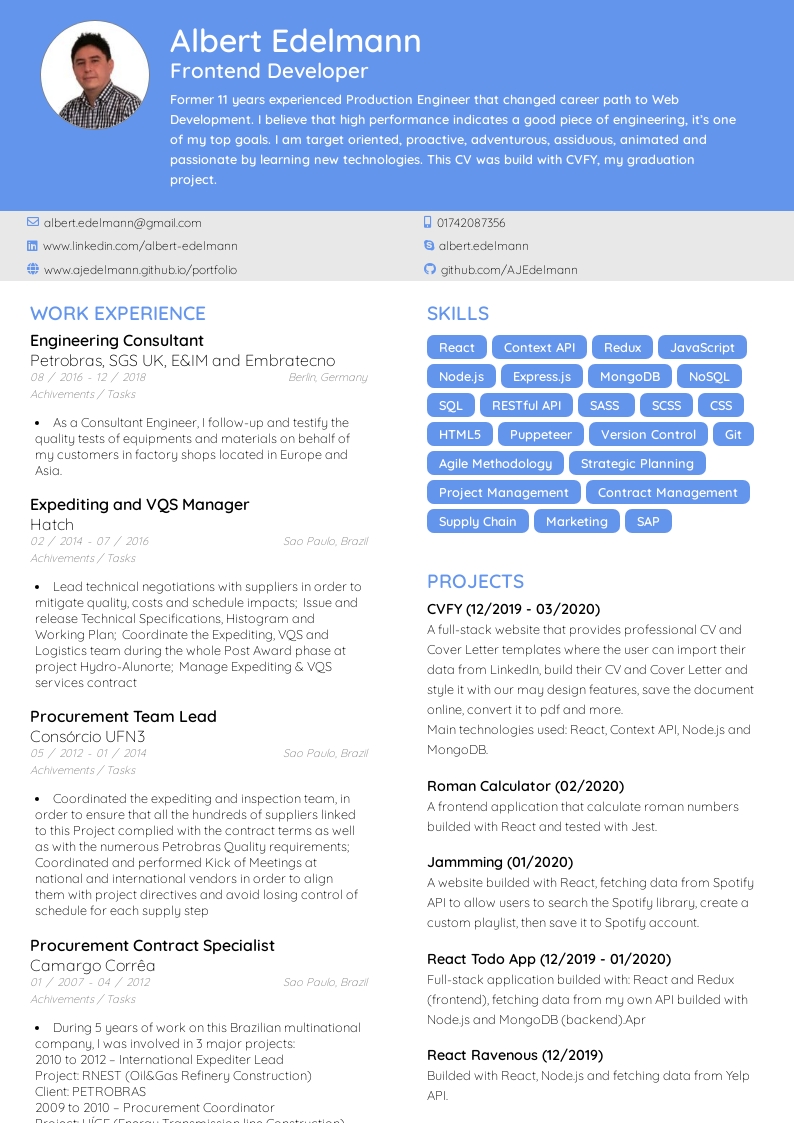 Albert Edelmann
Frontend Developer
Former 11 years experienced Production Engineer that changed career path to Web
Development. I believe that high performance indicates a good piece of engineering, it's one
of my top goals. I am target oriented, proactive, adventurous, assiduous, animated and
passionate by learning new technologies. This CV was build with CVFY, my graduation
project.
albert.edelmann@gmail.com
01742087356
www.linkedin.com/albert-edelmann
albert.edelmann
www.ajedelmann.github.io/portfolio
github.com/AJEdelmann
WORK EXPERIENCE
Engineering Consultant
Petrobras, SGS UK, E&IM and Embratecno
08 / 2016 - 12 / 2018
Berlin, Germany
Achivements / Tasks
• As a Consultant Engineer, I follow-up and testify the
quality tests of equipments and materials on behalf of
my customers in factory shops located in Europe and
Asia.
Expediting and VQS Manager
Hatch
02 / 2014 - 07 / 2016
Sao Paulo, Brazil
Achivements / Tasks
• Lead technical negotiations with suppliers in order to
mitigate quality, costs and schedule impacts; Issue and
release Technical Specifications, Histogram and
Working Plan; Coordinate the Expediting, VQS and
Logistics team during the whole Post Award phase at
project Hydro-Alunorte; Manage Expediting & VQS
services contract
Procurement Team Lead
Consórcio UFN3
05 / 2012 - 01 / 2014
Sao Paulo, Brazil
Achivements / Tasks
• Coordinated the expediting and inspection team, in
order to ensure that all the hundreds of suppliers linked
to this Project complied with the contract terms as well
as with the numerous Petrobras Quality requirements;
Coordinated and performed Kick of Meetings at
national and international vendors in order to align
them with project directives and avoid losing control of
schedule for each supply step
Procurement Contract Specialist
Camargo Corrêa
01 / 2007 - 04 / 2012
Sao Paulo, Brazil
Achivements / Tasks
• During 5 years of work on this Brazilian multinational
company, I was involved in 3 major projects:
2010 to 2012 – International Expediter Lead
Project: RNEST (Oil&Gas Refinery Construction)
Client: PETROBRAS
2009 to 2010 – Procurement Coordinator
Project: UÍGE (Energy Transmission line Construction)
SKILLS
React Context API Redux JavaScript
Node.js Express.js MongoDB NoSQL
SQL RESTful API SASS SCSS CSS
HTML5 Puppeteer Version Control Git
Agile Methodology Strategic Planning
Project Management Contract Management
Supply Chain Marketing SAP
PROJECTS
CVFY (12/2019 - 03/2020)
A full-stack website that provides professional CV and
Cover Letter templates where the user can import their
data from LinkedIn, build their CV and Cover Letter and
style it with our may design features, save the document
online, convert it to pdf and more.
Main technologies used: React, Context API, Node.js and
MongoDB.
Roman Calculator (02/2020)
A frontend application that calculate roman numbers
builded with React and tested with Jest.
Jammming (01/2020)
A website builded with React, fetching data from Spotify
API to allow users to search the Spotify library, create a
custom playlist, then save it to Spotify account.
React Todo App (12/2019 - 01/2020)
Full-stack application builded with: React and Redux
(frontend), fetching data from my own API builded with
Node.js and MongoDB (backend).Apr
React Ravenous (12/2019)
Builded with React, Node.js and fetching data from Yelp
API.